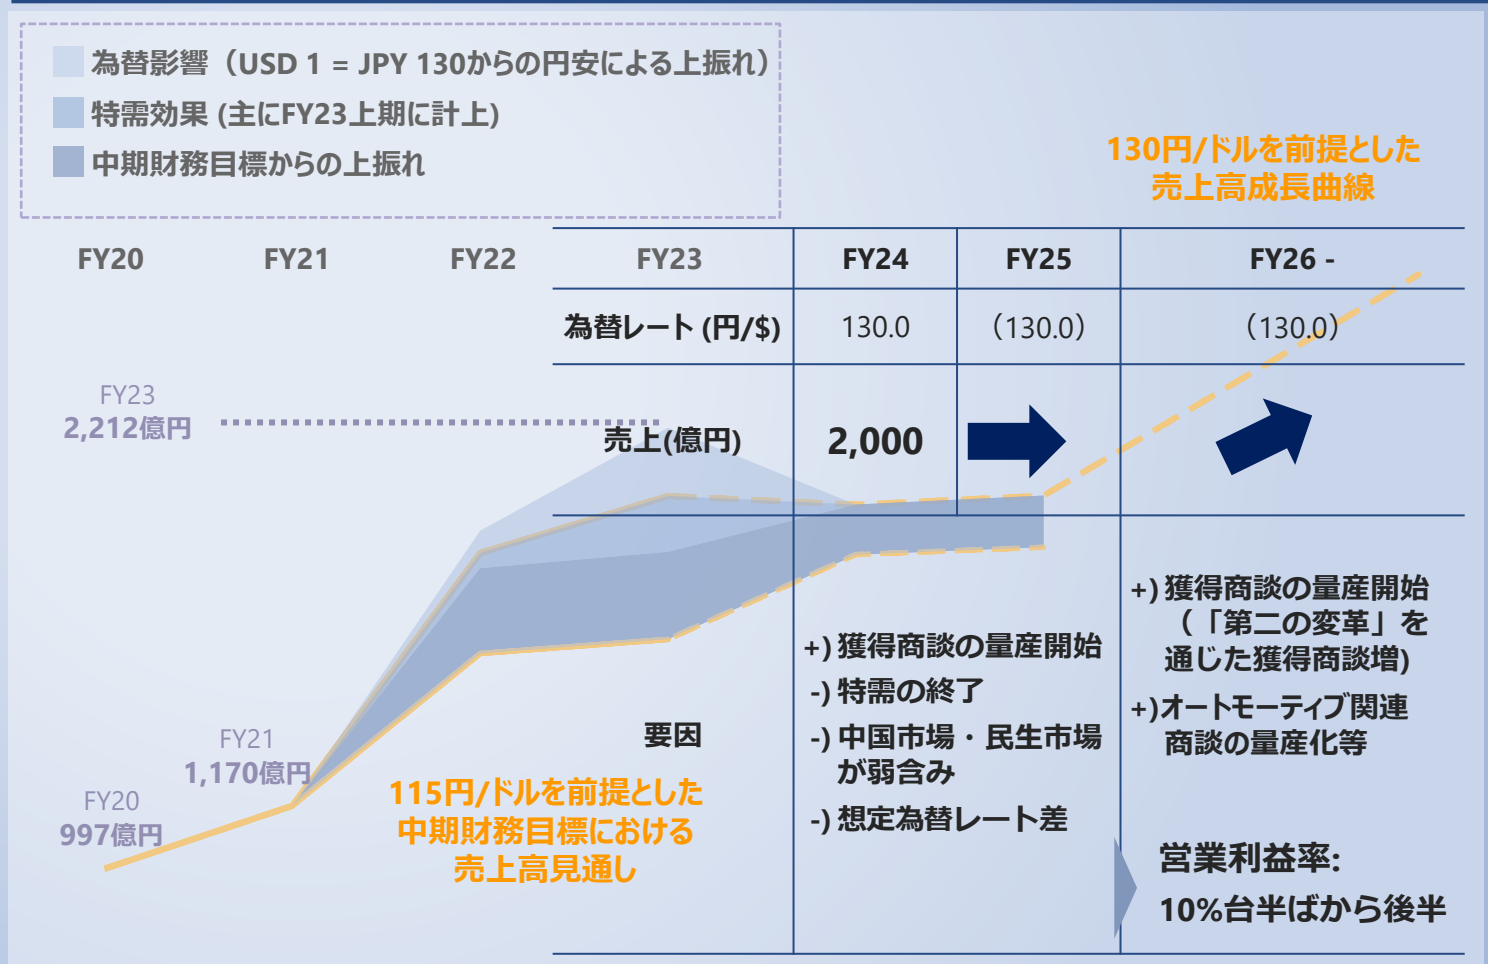 為替影響（USD 1 = JPY 130からの円安による上振れ）
特需効果 (主にFY23上期に計上)
中期財務目標からの上振れ
130円/ドルを前提とした
売上高成長曲線
FY20
FY21
FY22
FY23
FY24
FY25
FY26 -
為替レート (円/$)
130.0
（130.0）
（130.0）
FY23
2,212億円
売上(億円)
2,000
FY21
1,170億円
FY20
997億円
115円/ドルを前提とした
中期財務目標における
売上高見通し
要因
+) 獲得商談の量産開始
-) 特需の終了
-) 中国市場・民生市場
が弱含み
-) 想定為替レート差
+) 獲得商談の量産開始
（「第二の変革」を
通じた獲得商談増)
+)オートモーティブ関連
商談の量産化等
営業利益率:
10%台半ばから後半